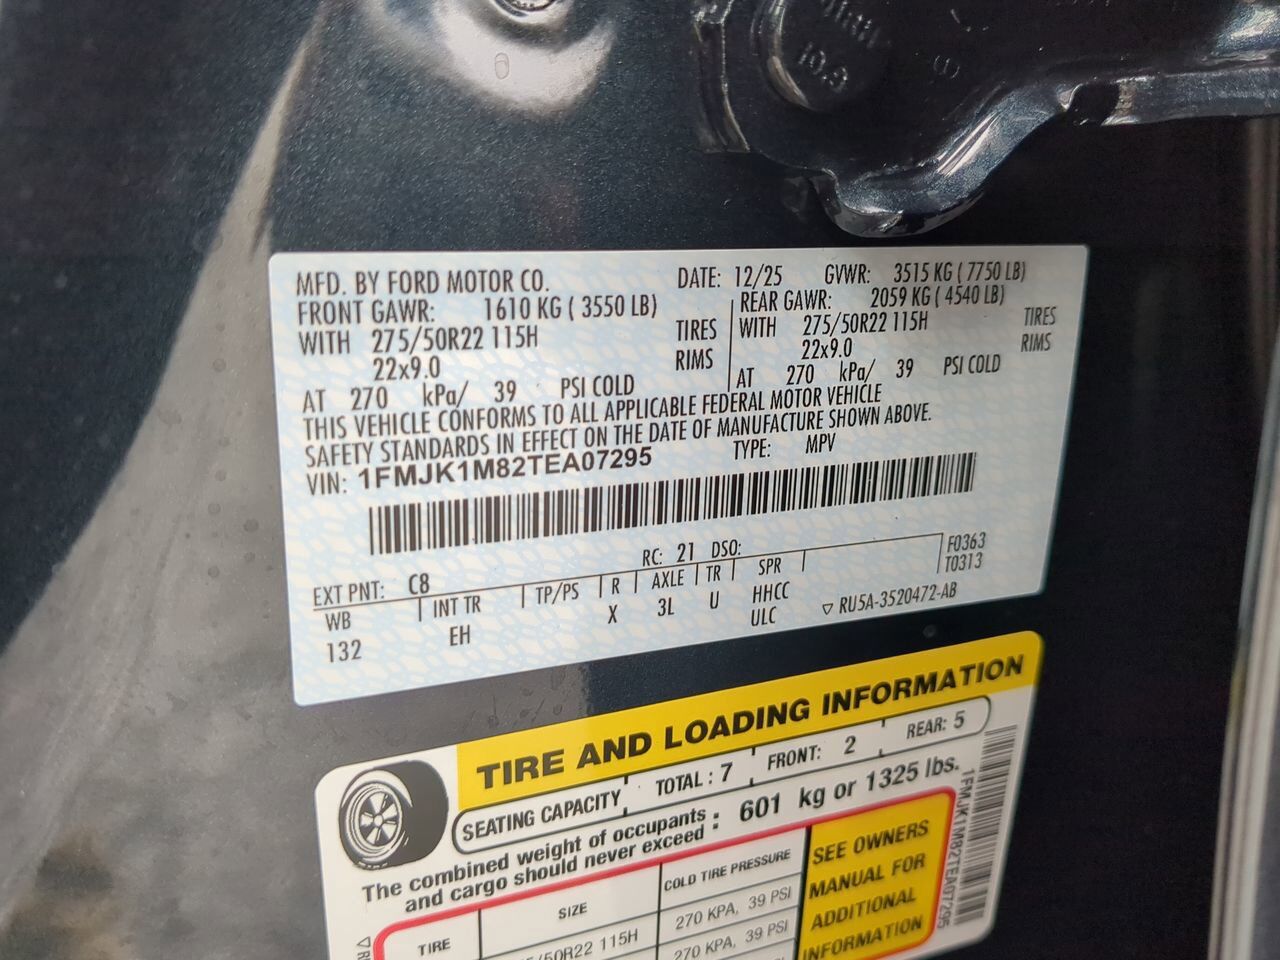 10.9
MFD. BY FORD MOTOR CO. DATE: 12/25 GVWR: 3515 KG ( 7750 LB)
FRONT GAWR: 1610 KG ( 3550 LB) REAR GAWR: 2059 KG ( 4540 LB)
WITH 275/50R22 115H TIRES WITH 275/50R22 115H TIRES
22x9.0 RIMS 22x9.0 RIMS
AT 270 kPa/ 39 PSI COLD AT 270 kPa/ 39 PSI COLD
THIS VEHICLE CONFORMS TO ALL APPLICABLE FEDERAL MOTOR VEHICLE
SAFETY STANDARDS IN EFFECT ON THE DATE OF MANUFACTURE SHOWN ABOVE.
VIN: 1FMJK1M82TEA07295 TYPE: MPV
EXT PNT: C8 RC: 21 DSO: F0363
WB INT TR TP/PS R AXLE TR SPR T0313
132 EH X 3L U HHCC
ULC ▽ RU5A-3520472-AB
TIRE AND LOADING INFORMATION
SEATING CAPACITY TOTAL : 7 FRONT: 2 REAR: 5
The combined weight of occupants
and cargo should never exceed : 601 kg or 1325 lbs.
TIRE SIZE COLD TIRE PRESSURE
/50R22 115H 270 KPA, 39 PSI
270 KPA, 39 PSI
SEE OWNERS
MANUAL FOR
ADDITIONAL
INFORMATION
1FMJK1M82TEA07295